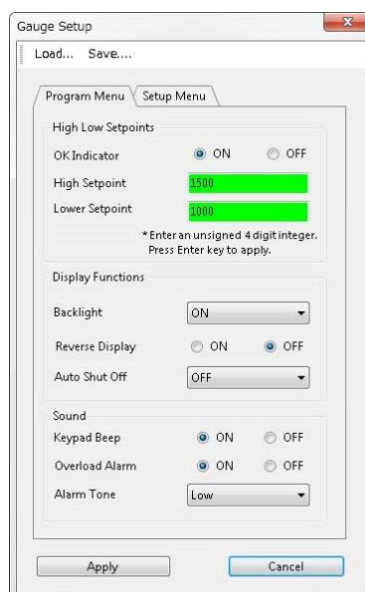 Gauge Setup
Load... Save....
Program Menu Setup Menu
High Low Setpoints
OK Indicator ON OFF
High Setpoint 1500
Lower Setpoint 1000
*Enter an unsigned 4 digit integer.
Press Enter key to apply.
Display Functions
Backlight ON
Reverse Display ON OFF
Auto Shut Off OFF
Sound
Keypad Beep ON OFF
Overload Alarm ON OFF
Alarm Tone Low
Apply Cancel